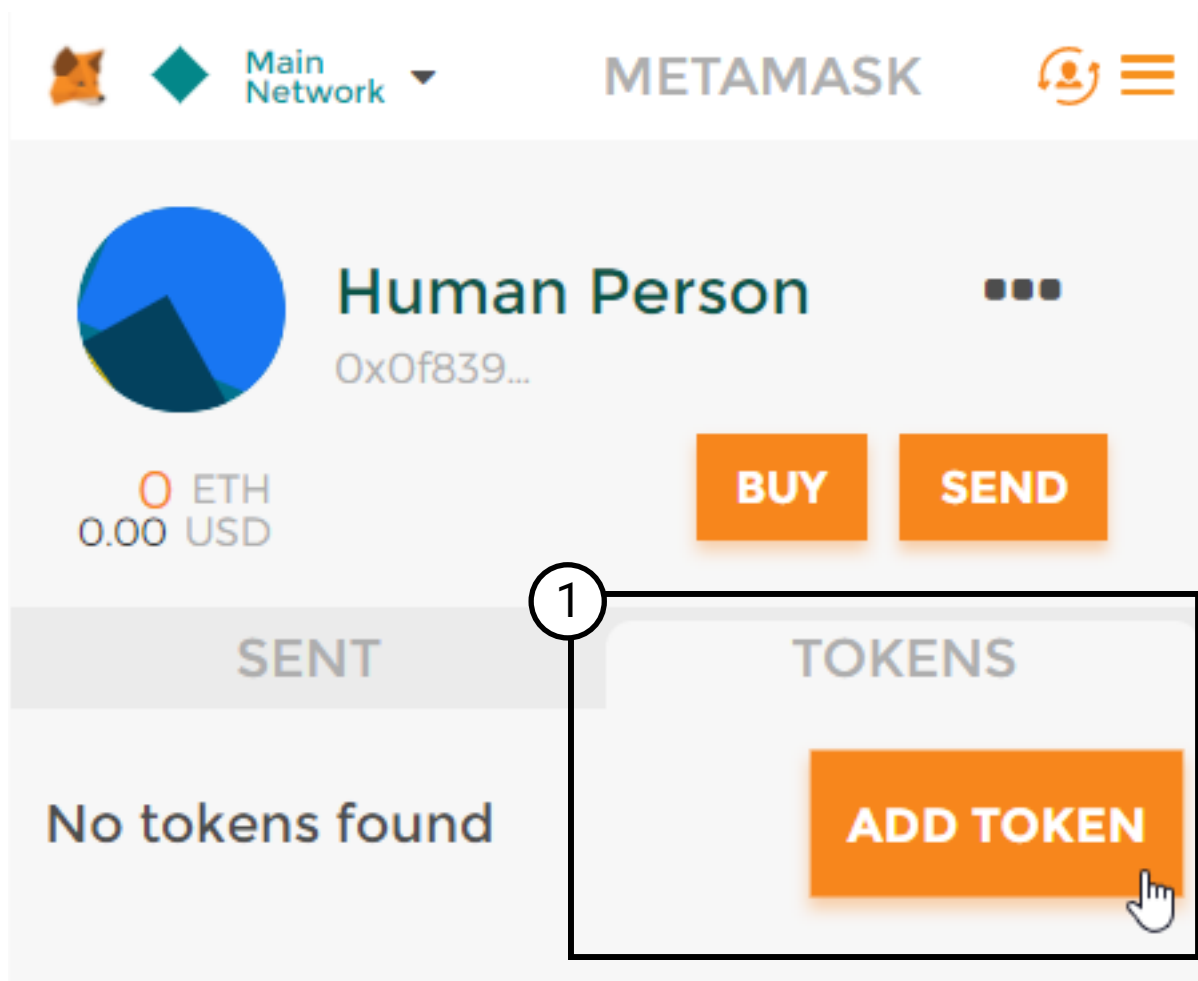 Main
Network
METAMASK
Human Person
0x0f839...
0 ETH
0.00 USD
BUY
SEND
1
SENT
TOKENS
No tokens found
ADD TOKEN